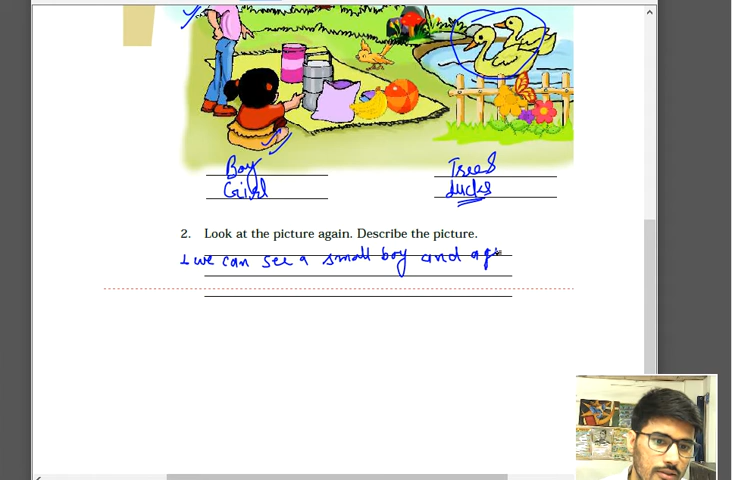 Boy
Girl
Trees
ducks
2. Look at the picture again. Describe the picture.
1 we can see a small boy and a gi